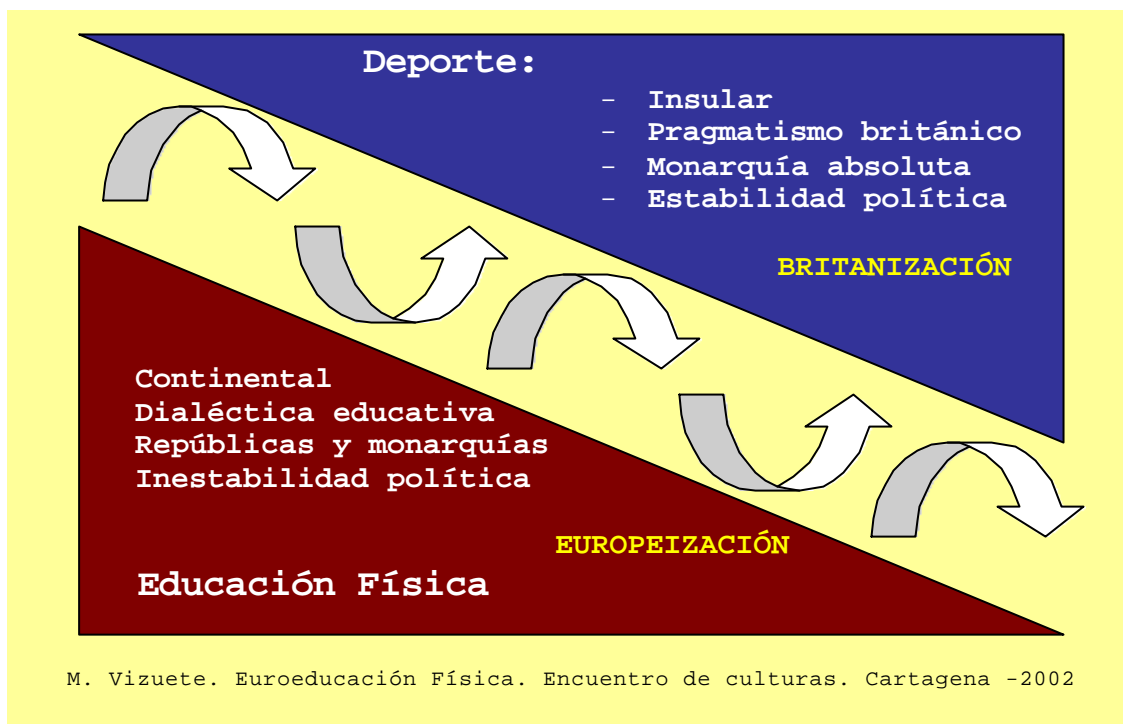 Deporte:
- Insular
- Pragmatismo británico
- Monarquía absoluta
- Estabilidad política
BRITANIZACIÓN
Continental
Dialéctica educativa
Repúblicas y monarquías
Inestabilidad política
EUROPEIZACIÓN
Educación Física
M. Vizuete. Euroeducación Física. Encuentro de culturas. Cartagena -2002